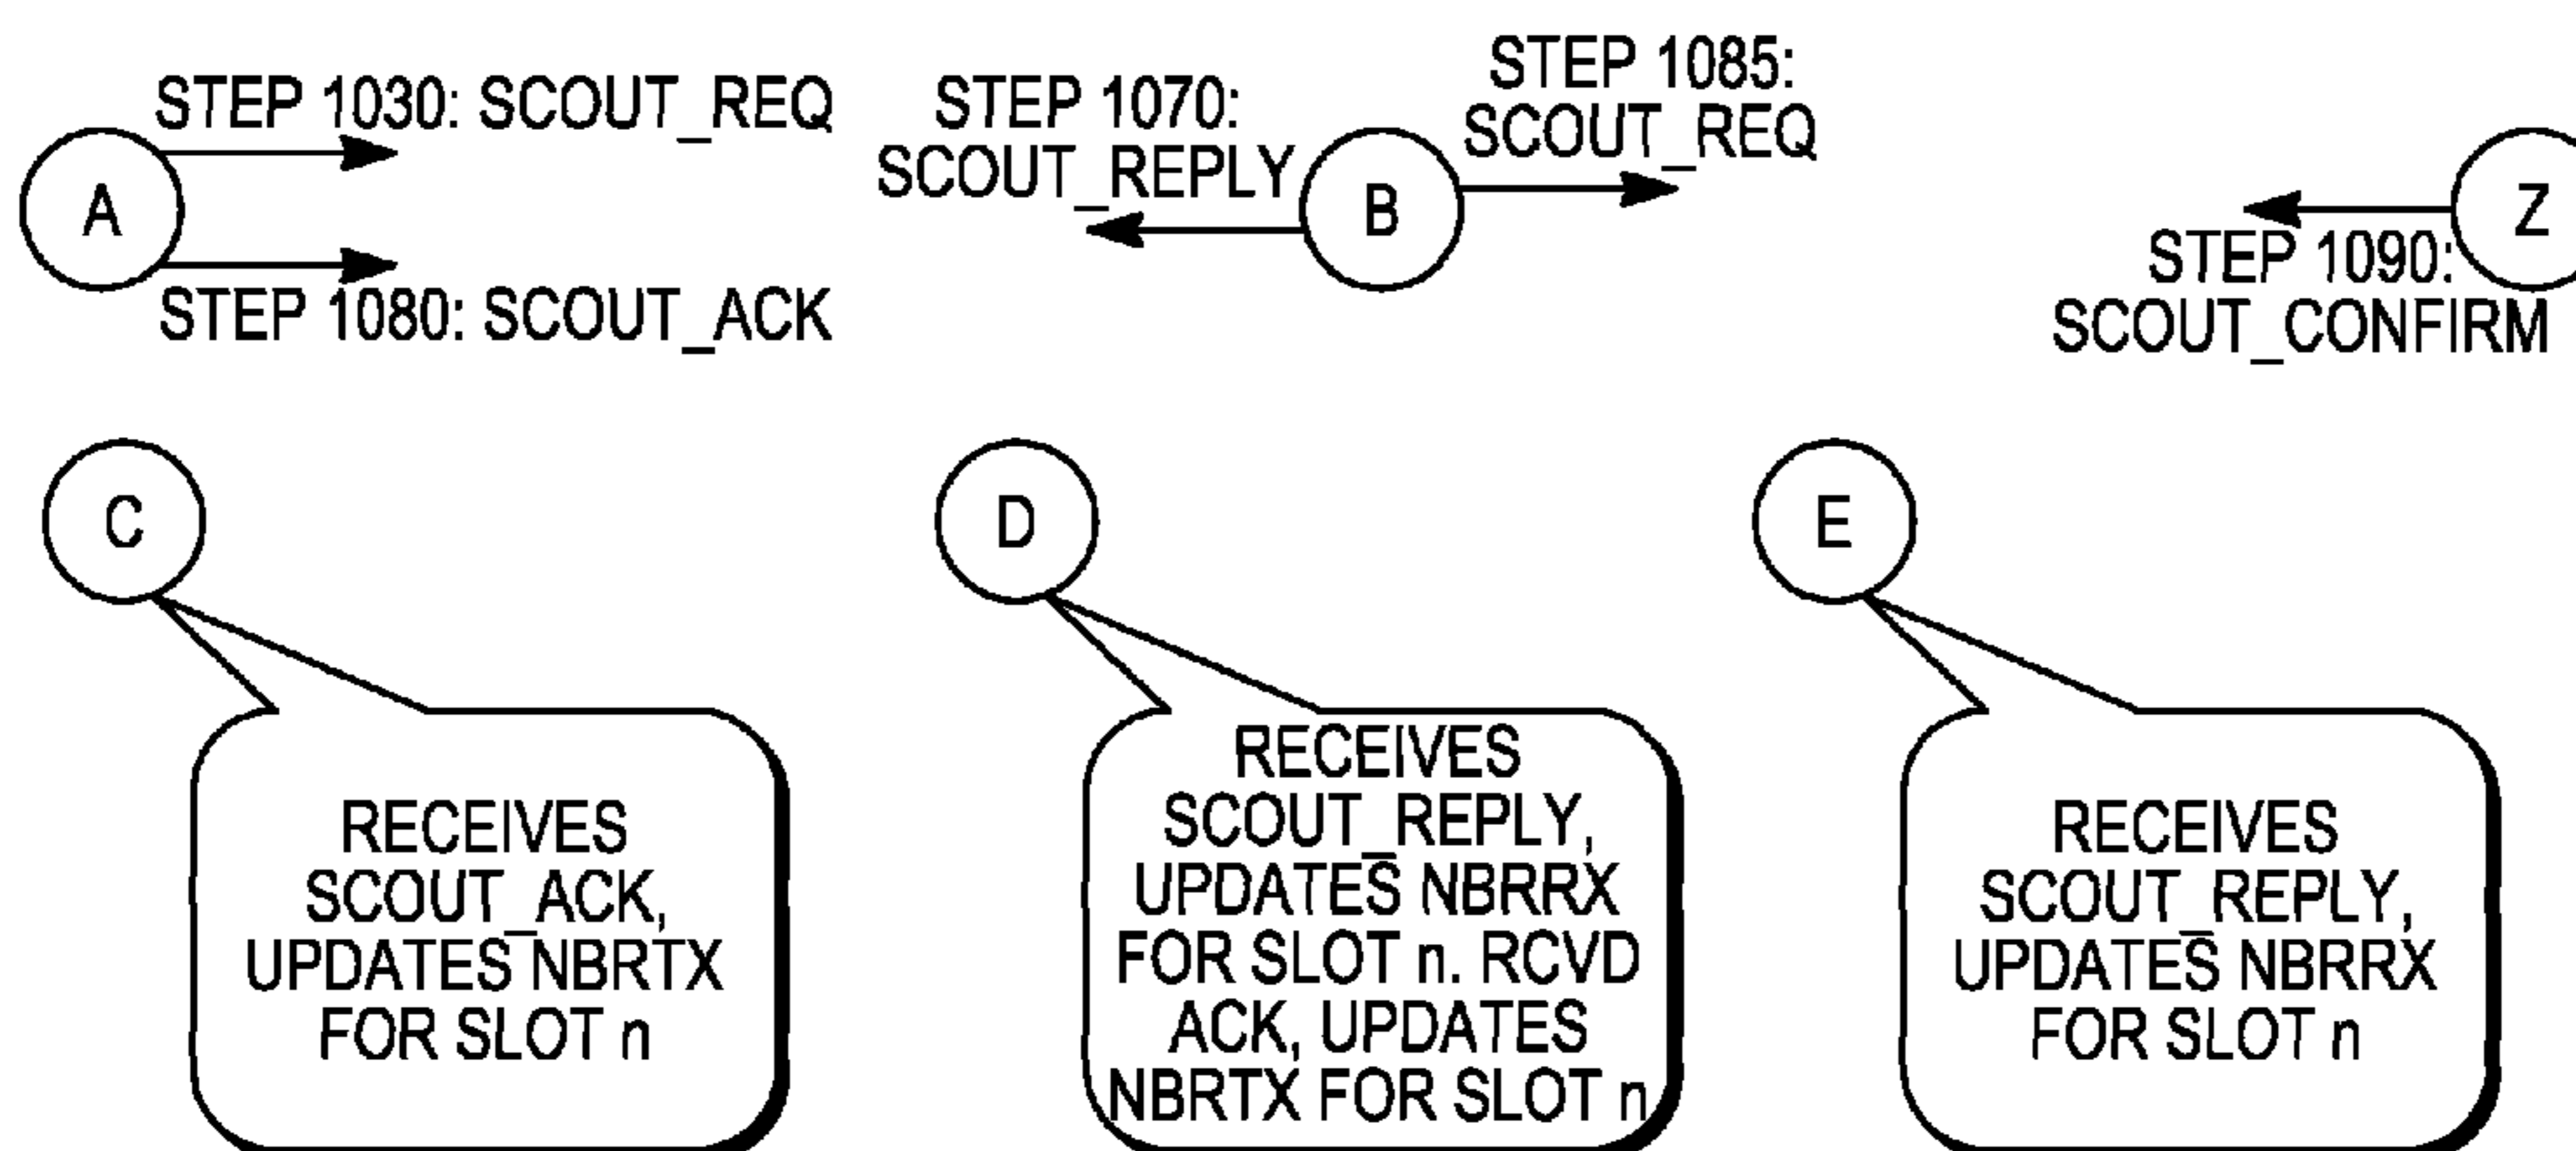 STEP 1030: SCOUT_REQ
A
STEP 1080: SCOUT_ACK
STEP 1070:
SCOUT_REPLY
B
STEP 1085:
SCOUT_REQ
Z
STEP 1090:
SCOUT_CONFIRM
C
RECEIVES
SCOUT_ACK,
UPDATES NBRTX
FOR SLOT n
D
RECEIVES
SCOUT_REPLY,
UPDATES NBRRX
FOR SLOT n. RCVD
ACK, UPDATES
NBRTX FOR SLOT n
E
RECEIVES
SCOUT_REPLY,
UPDATES NBRRX
FOR SLOT n